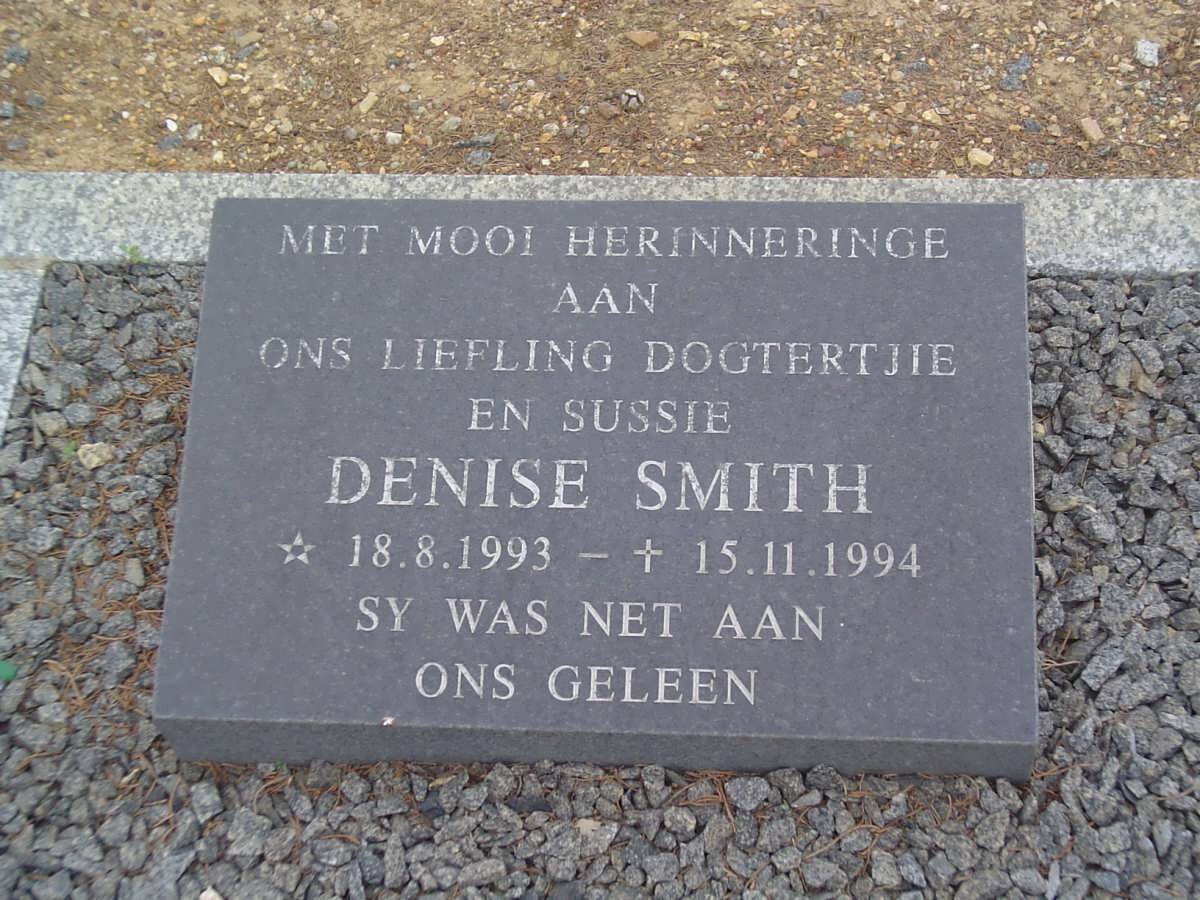 MET MOOI HERINNERINGE
AAN
ONS LIEFLING DOGTERTJIE
EN SUSSIE
DENISE SMITH
☆ 18.8.1993 – ✝ 15.11.1994
SY WAS NET AAN
ONS GELEEN